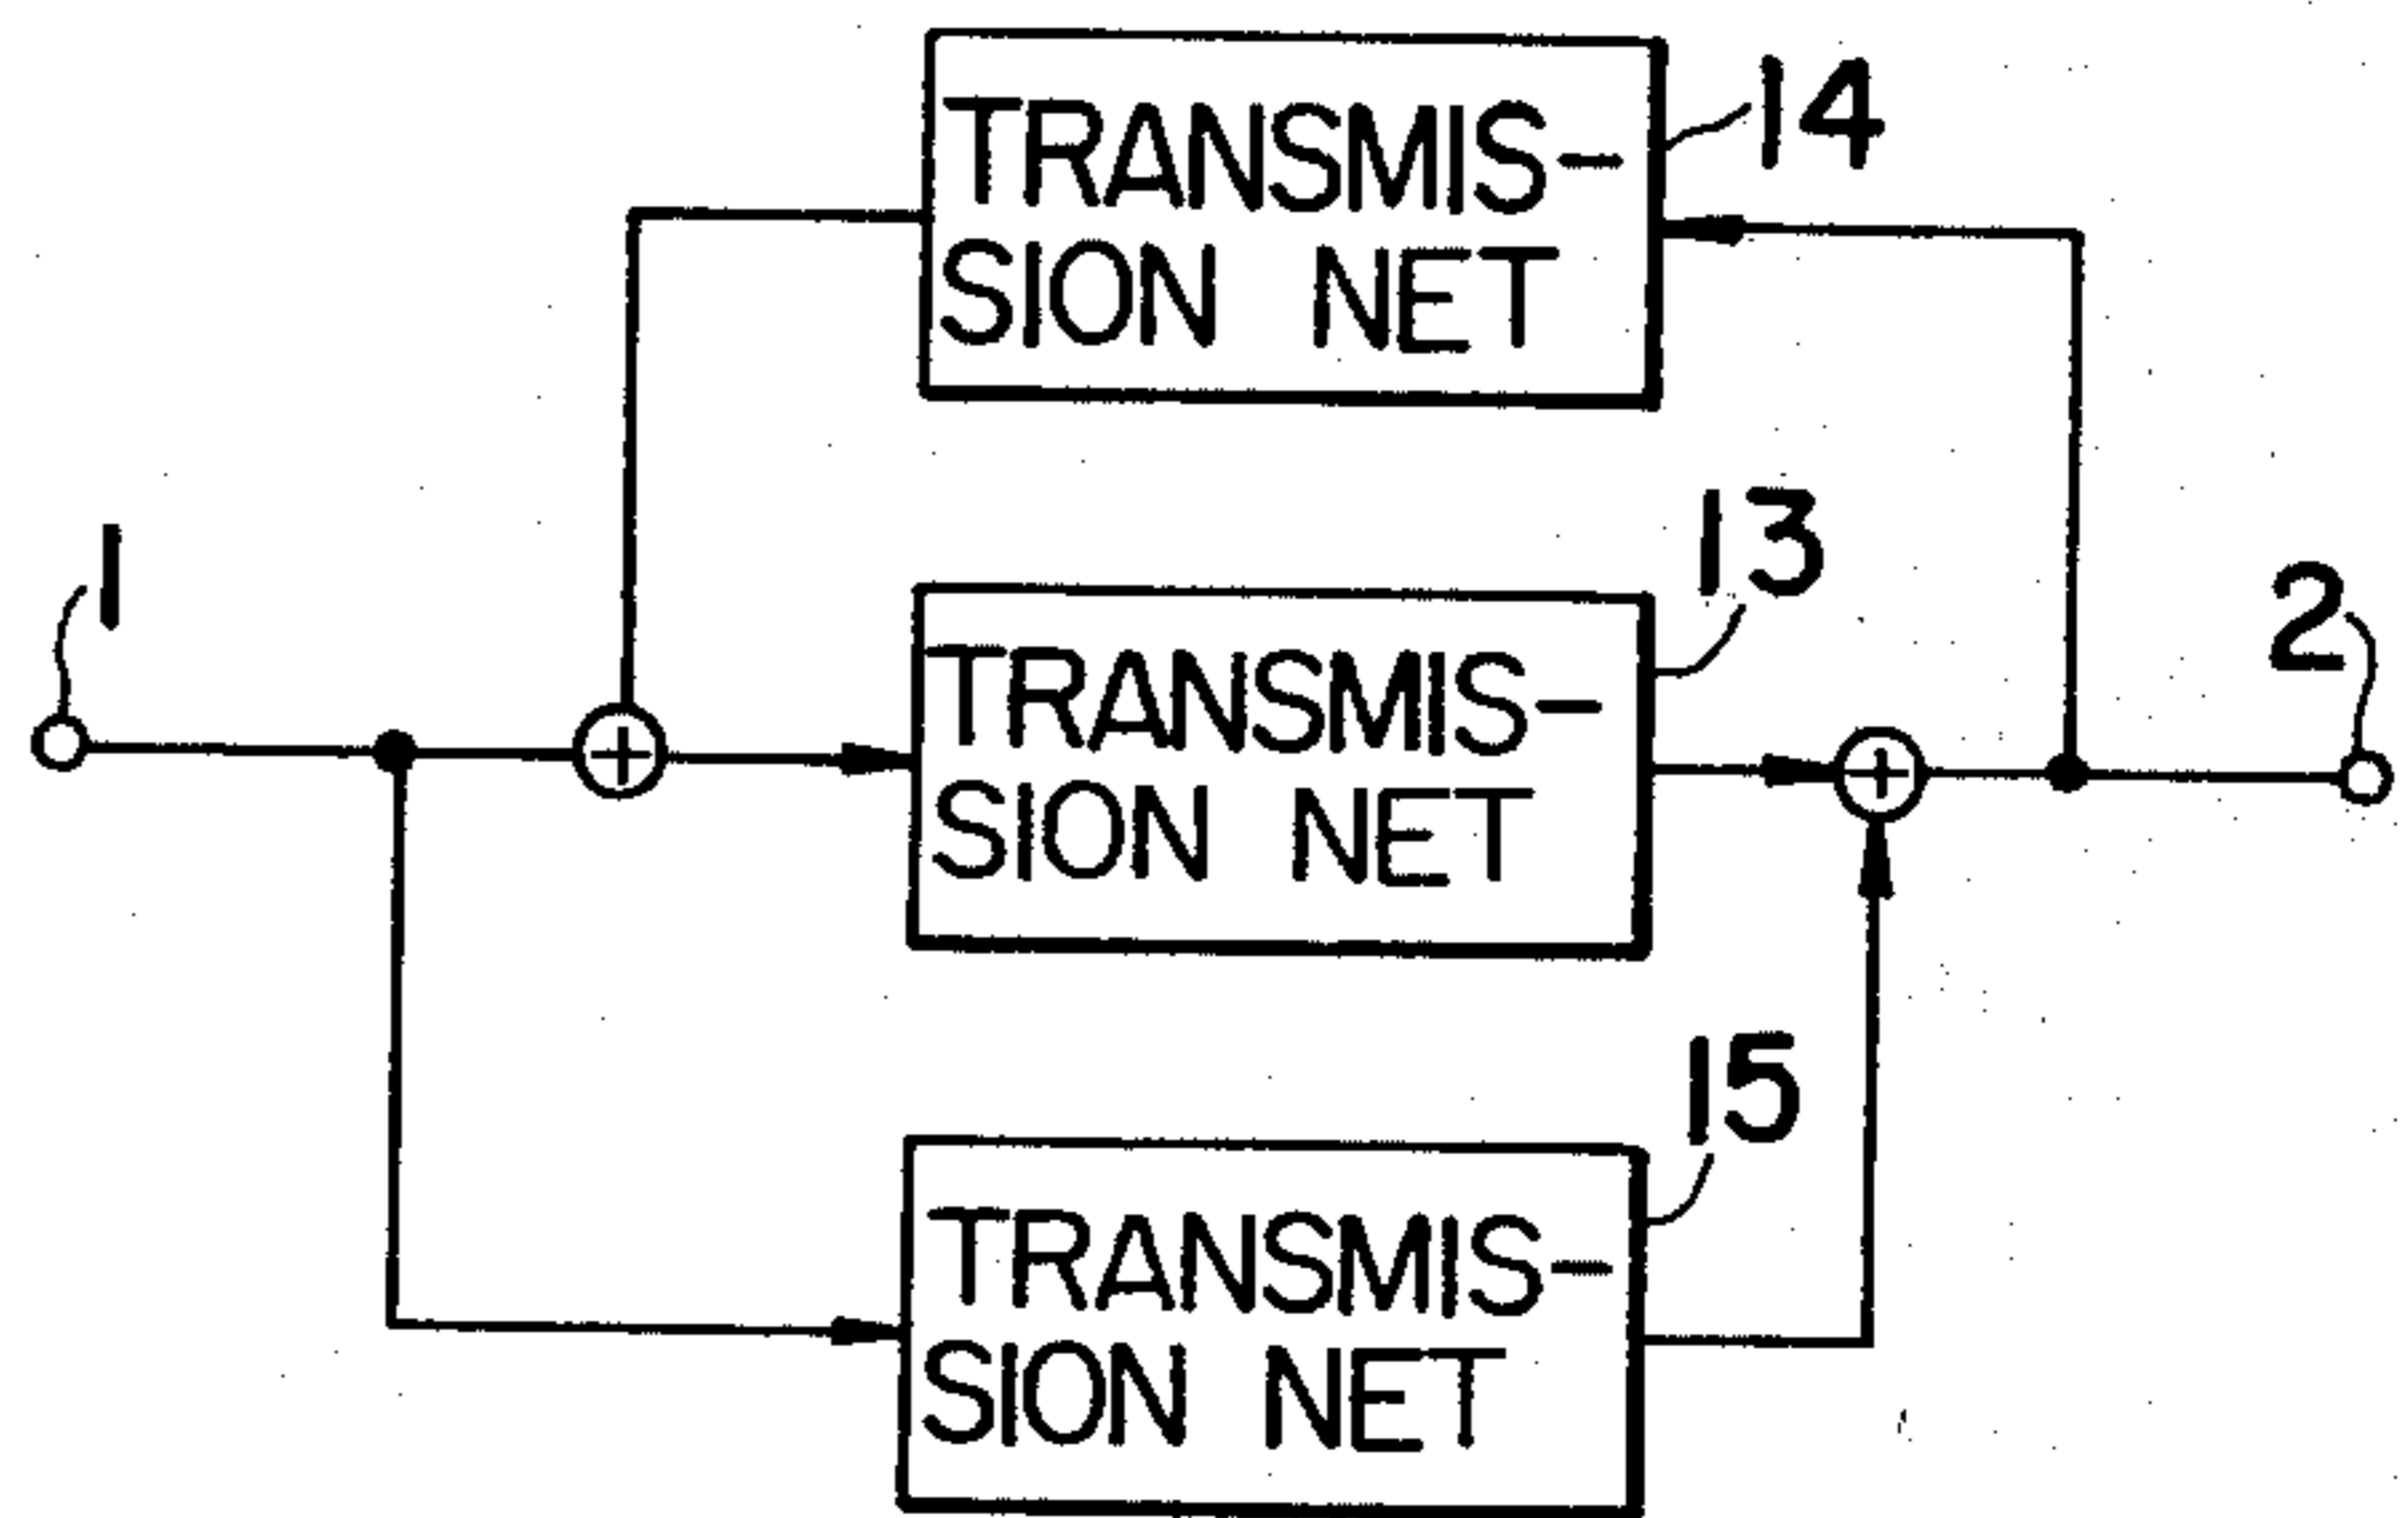 TRANSMIS-
SION NET
14
1
TRANSMIS-
SION NET
13
2
TRANSMIS-
SION NET
15